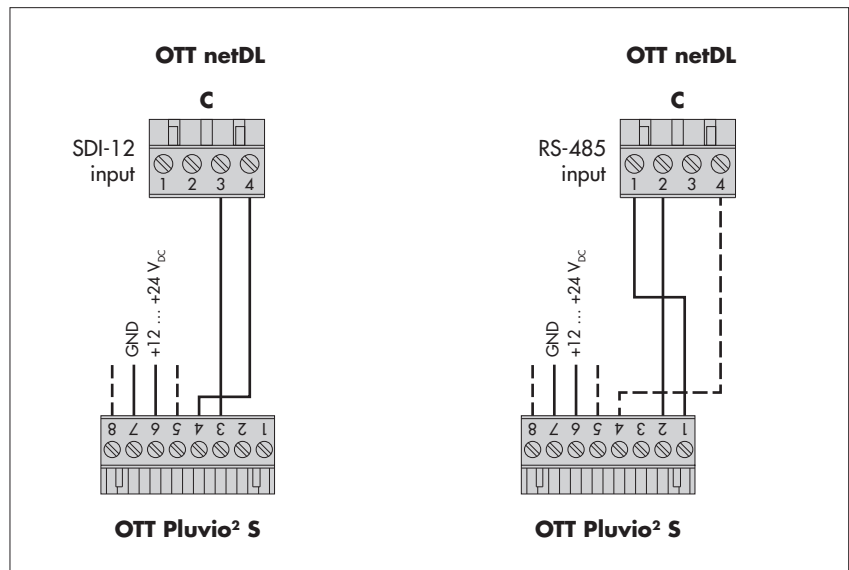 OTT netDL
C
SDI-12
input
1 2 3 4
GND
+12 ... +24 V_DC
8 7 6 5 4 3 2 1
OTT Pluvio² S
OTT netDL
C
RS-485
input
1 2 3 4
GND
+12 ... +24 V_DC
8 7 6 5 4 3 2 1
OTT Pluvio² S